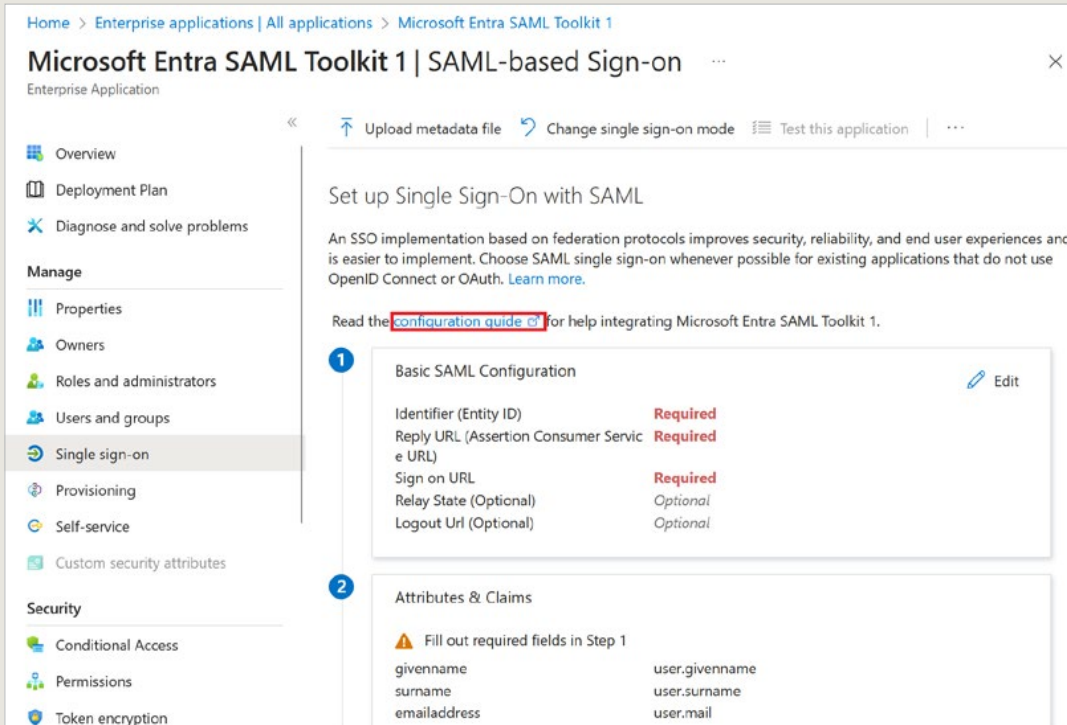 Home > Enterprise applications | All applications > Microsoft Entra SAML Toolkit 1
Microsoft Entra SAML Toolkit 1 | SAML-based Sign-on ...
Enterprise Application
Upload metadata file Change single sign-on mode Test this application ...
Overview
Deployment Plan
Diagnose and solve problems
Manage
Properties
Owners
Roles and administrators
Users and groups
Single sign-on
Provisioning
Self-service
Custom security attributes
Security
Conditional Access
Permissions
Token encryption
Set up Single Sign-On with SAML
An SSO implementation based on federation protocols improves security, reliability, and end user experiences and
is easier to implement. Choose SAML single sign-on whenever possible for existing applications that do not use
OpenID Connect or OAuth. Learn more.
Read the configuration guide for help integrating Microsoft Entra SAML Toolkit 1.
1
Basic SAML Configuration
Edit
Identifier (Entity ID) Required
Reply URL (Assertion Consumer Servic Required
e URL)
Sign on URL Required
Relay State (Optional) Optional
Logout Url (Optional) Optional
2
Attributes & Claims
Fill out required fields in Step 1
givenname user.givenname
surname user.surname
emailaddress user.mail